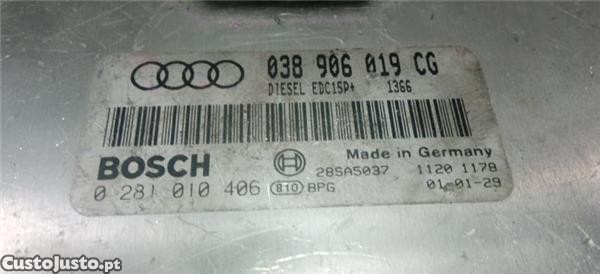 038 906 019 CG
DIESEL EDC15P+ 1366
BOSCH
Made in Germany
28SA5037 1120 1178
0 281 010 406 810 BPG 01-01-29
CustoJusto.pt